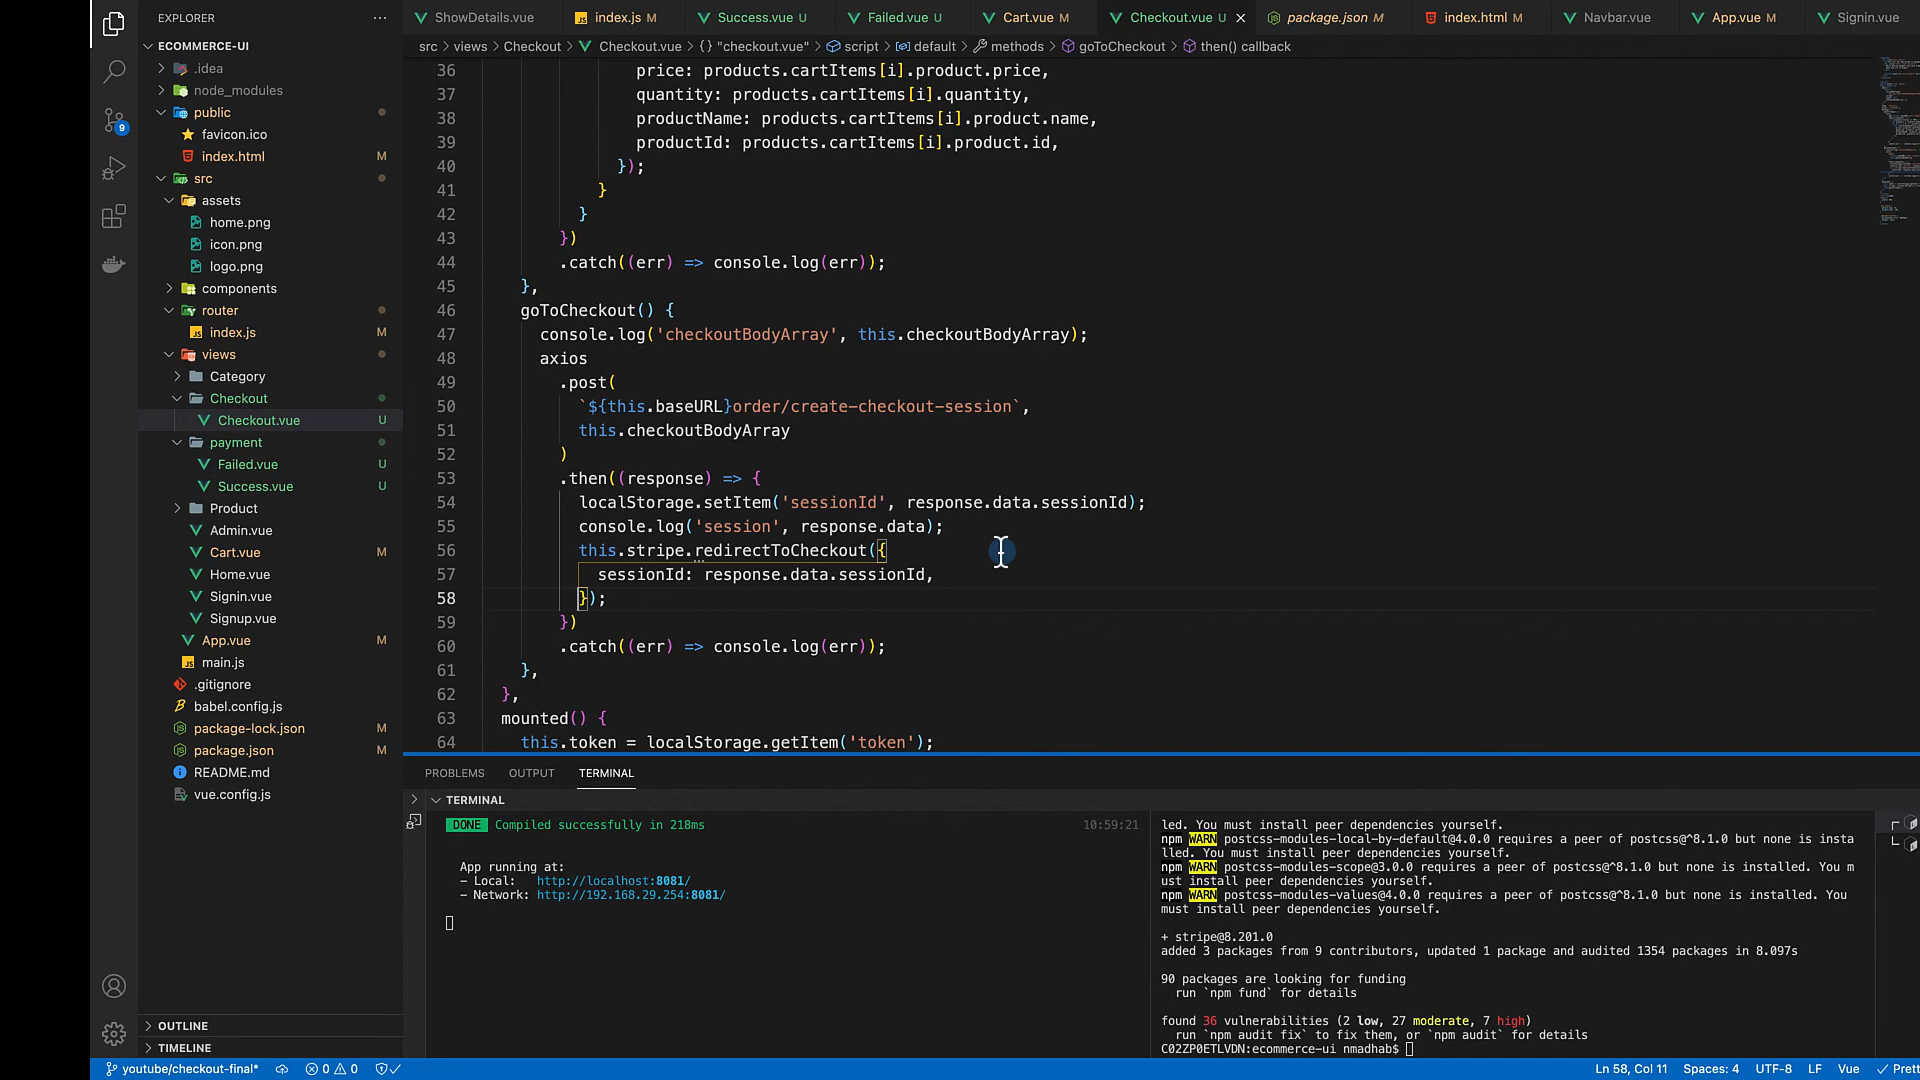 EXPLORER
ECOMMERCE-UI
.idea
node_modules
public
favicon.ico
index.html M
src
assets
home.png
icon.png
logo.png
components
router
index.js M
views
Category
Checkout
Checkout.vue U
payment
Failed.vue U
Success.vue U
Product
Admin.vue
Cart.vue M
Home.vue
Signin.vue
Signup.vue
App.vue M
main.js
.gitignore
babel.config.js
package-lock.json M
package.json M
README.md
vue.config.js
OUTLINE
TIMELINE
9
ShowDetails.vue index.js M Success.vue U Failed.vue U Cart.vue M Checkout.vue U package.json M index.html M Navbar.vue App.vue M Signin.vue
src > views > Checkout > Checkout.vue > {} "checkout.vue" > script > default > methods > goToCheckout > then() callback
36 price: products.cartItems[i].product.price,
37 quantity: products.cartItems[i].quantity,
38 productName: products.cartItems[i].product.name,
39 productId: products.cartItems[i].product.id,
40 });
41 }
42 }
43 })
44 .catch((err) => console.log(err));
45 },
46 goToCheckout() {
47 console.log('checkoutBodyArray', this.checkoutBodyArray);
48 axios
49 .post(
50 `${this.baseURL}order/create-checkout-session`,
51 this.checkoutBodyArray
52 )
53 .then((response) => {
54 localStorage.setItem('sessionId', response.data.sessionId);
55 console.log('session', response.data);
56 this.stripe.redirectToCheckout({
57 sessionId: response.data.sessionId,
58 });
59 })
60 .catch((err) => console.log(err));
61 },
62 },
63 mounted() {
64 this.token = localStorage.getItem('token');
PROBLEMS OUTPUT TERMINAL
TERMINAL
DONE Compiled successfully in 218ms 10:59:21
App running at:
- Local: http://localhost:8081/
- Network: http://192.168.29.254:8081/
led. You must install peer dependencies yourself.
npm WARN postcss-modules-local-by-default@4.0.0 requires a peer of postcss@^8.1.0 but none is insta
lled. You must install peer dependencies yourself.
npm WARN postcss-modules-scope@3.0.0 requires a peer of postcss@^8.1.0 but none is installed. You m
ust install peer dependencies yourself.
npm WARN postcss-modules-values@4.0.0 requires a peer of postcss@^8.1.0 but none is installed. You
must install peer dependencies yourself.
+ stripe@8.201.0
added 3 packages from 9 contributors, updated 1 package and audited 1354 packages in 8.097s
90 packages are looking for funding
run `npm fund` for details
found 36 vulnerabilities (2 low, 27 moderate, 7 high)
run `npm audit fix` to fix them, or `npm audit` for details
C02ZP0ETLVDN:ecommerce-ui nmadhab$
youtube/checkout-final* 0 0 Ln 58, Col 11 Spaces: 4 UTF-8 LF Vue Prett